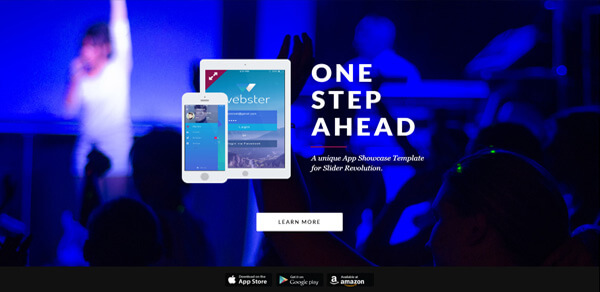 ONE
STEP
AHEAD
A unique App Showcase Template
for Slider Revolution.
webster
Login
LEARN MORE
Download on the
App Store
Get it on
Google play
Available at
amazon